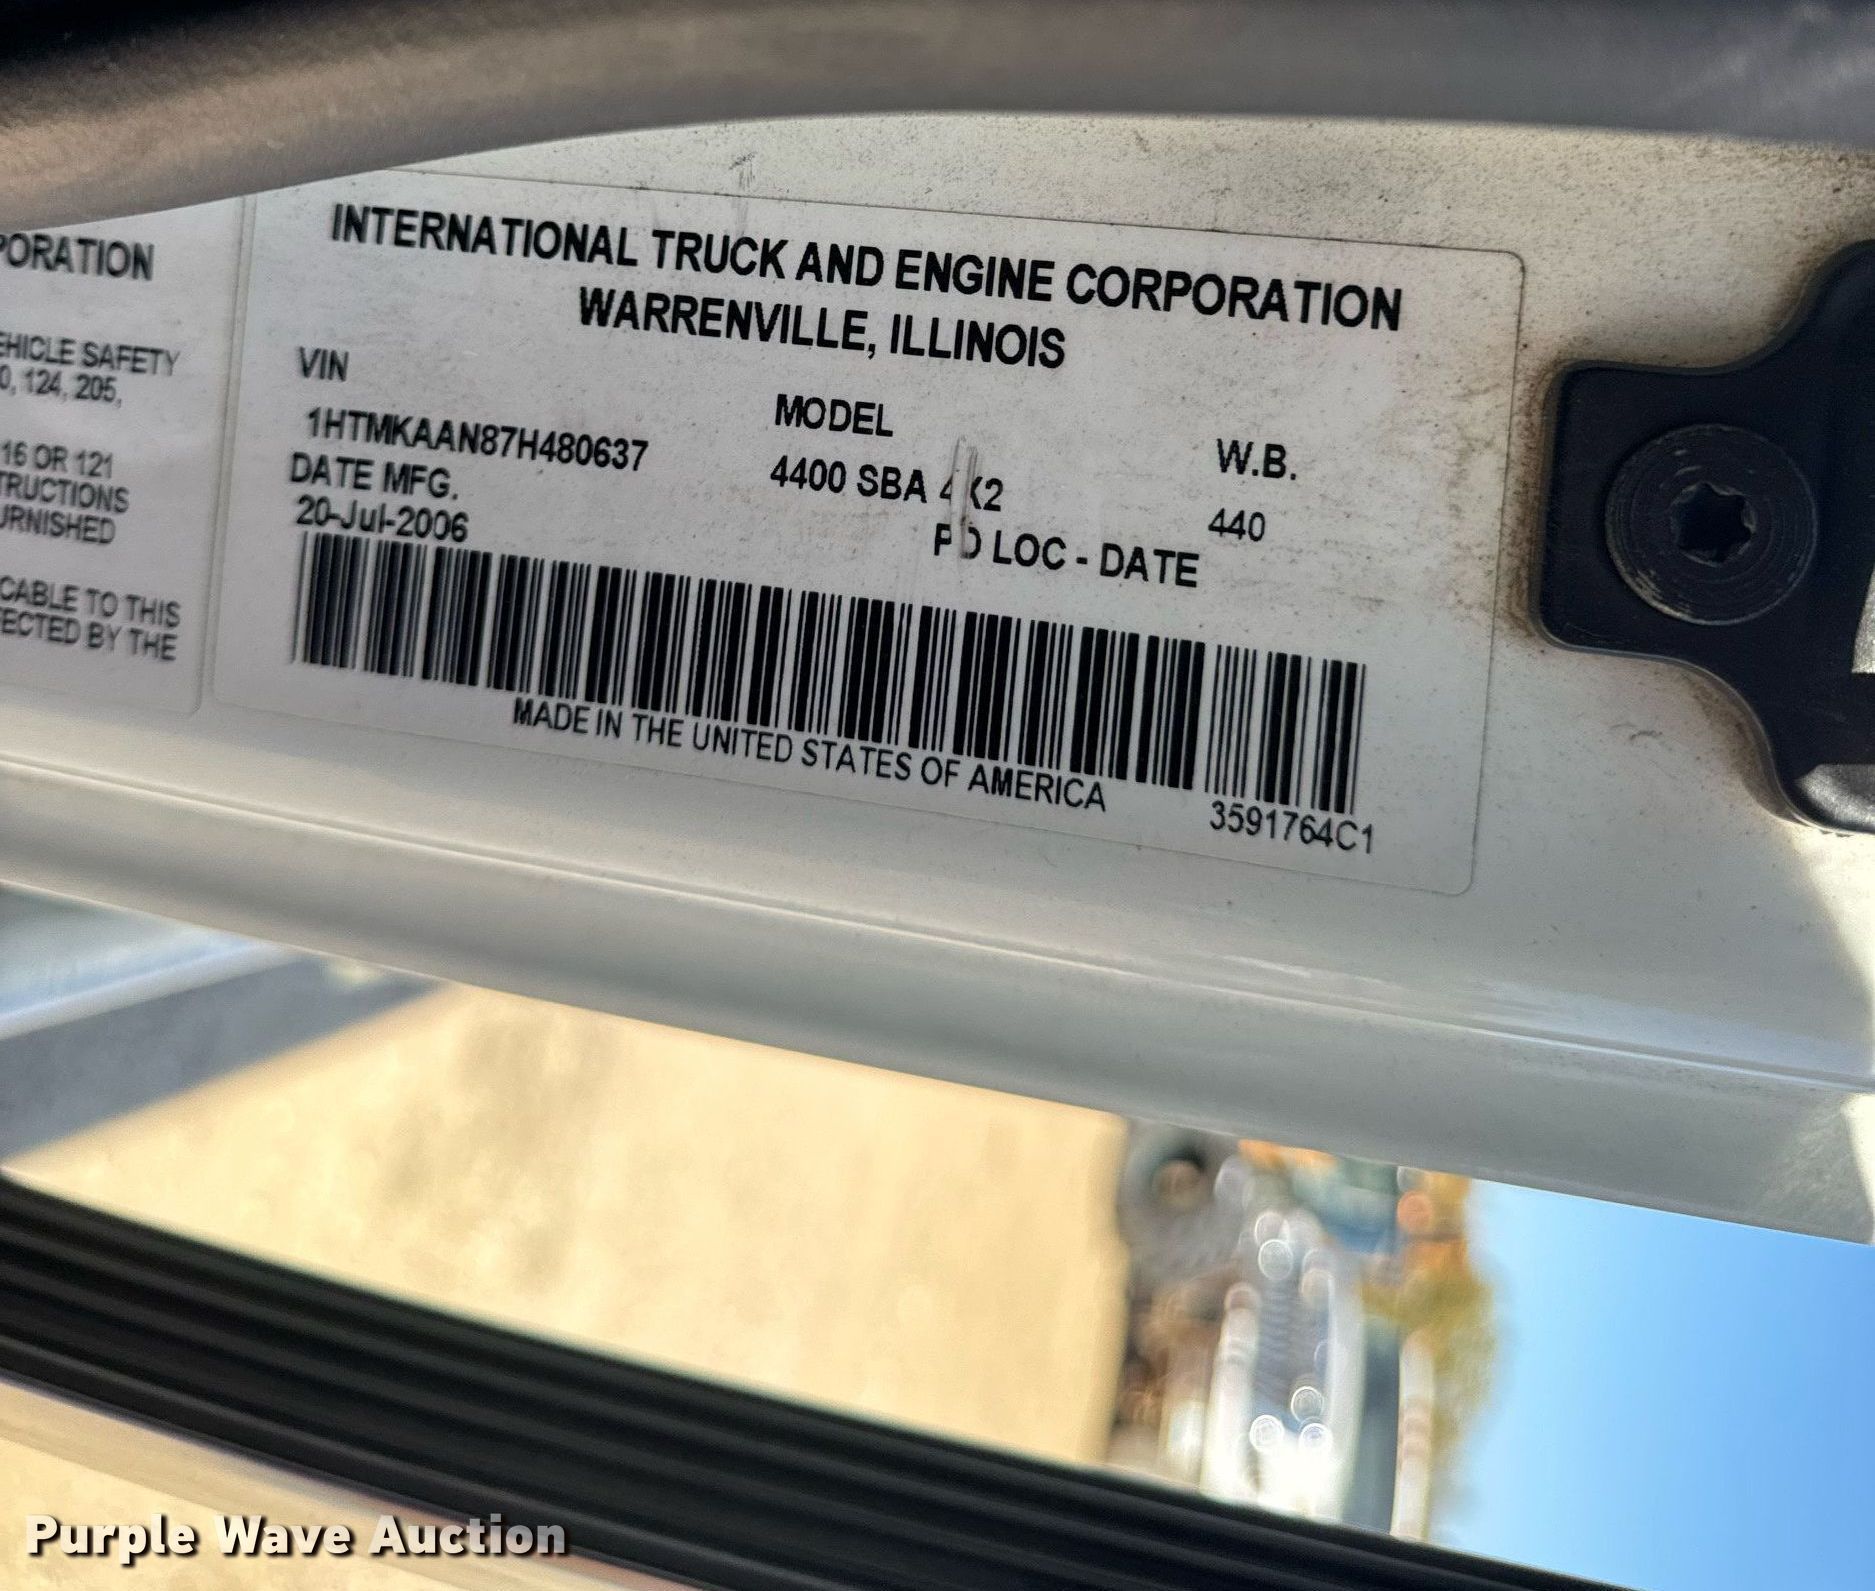 PORATION
EHICLE SAFETY
0, 124, 205,
16 OR 121
TRUCTIONS
URNISHED
CABLE TO THIS
FECTED BY THE
INTERNATIONAL TRUCK AND ENGINE CORPORATION
WARRENVILLE, ILLINOIS
VIN
1HTMKAAN87H480637
MODEL
4400 SBA 4X2
W.B.
440
DATE MFG.
20-Jul-2006
PD LOC - DATE
MADE IN THE UNITED STATES OF AMERICA
3591764C1
Purple Wave Auction